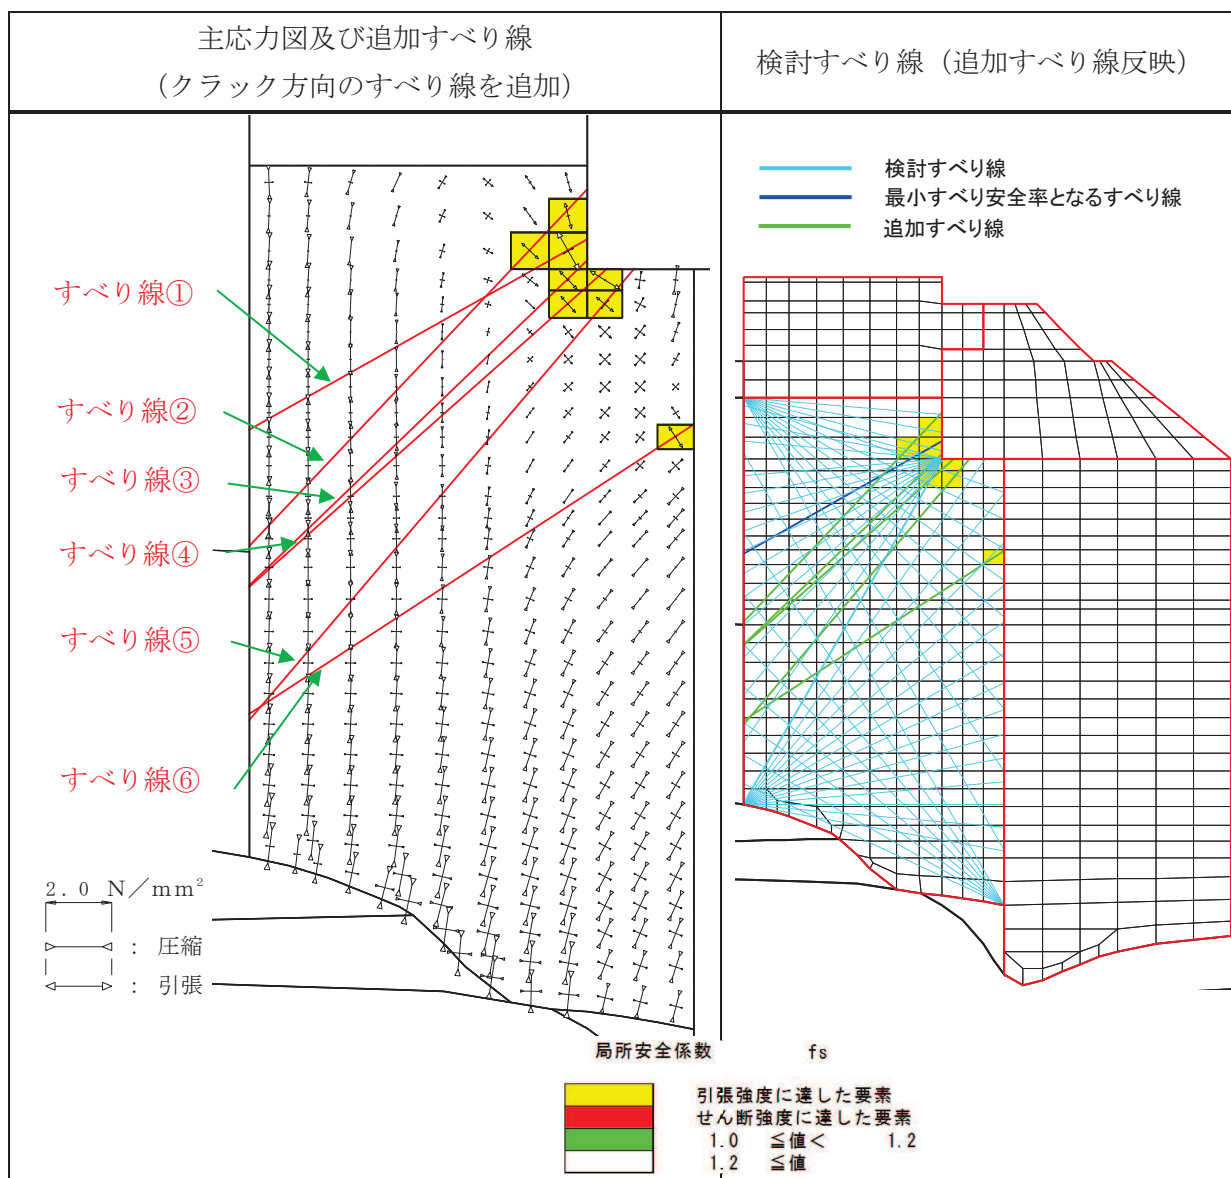 主応力図及び追加すべり線
(クラック方向のすべり線を追加)
検討すべり線(追加すべり線反映)
検討すべり線
最小すべり安全率となるすべり線
追加すべり線
すべり線①
すべり線②
すべり線③
すべり線④
すべり線⑤
すべり線⑥
2.0 N/mm²
: 圧縮
: 引張
局所安全係数 fs
引張強度に達した要素
せん断強度に達した要素
1.0 ≦値< 1.2
1.2 ≦値